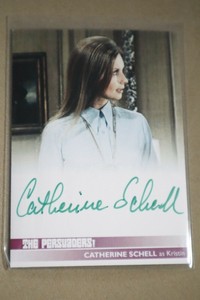 Catherine Schell
THE PERSUADERS!
CATHERINE SCHELL as Kristin